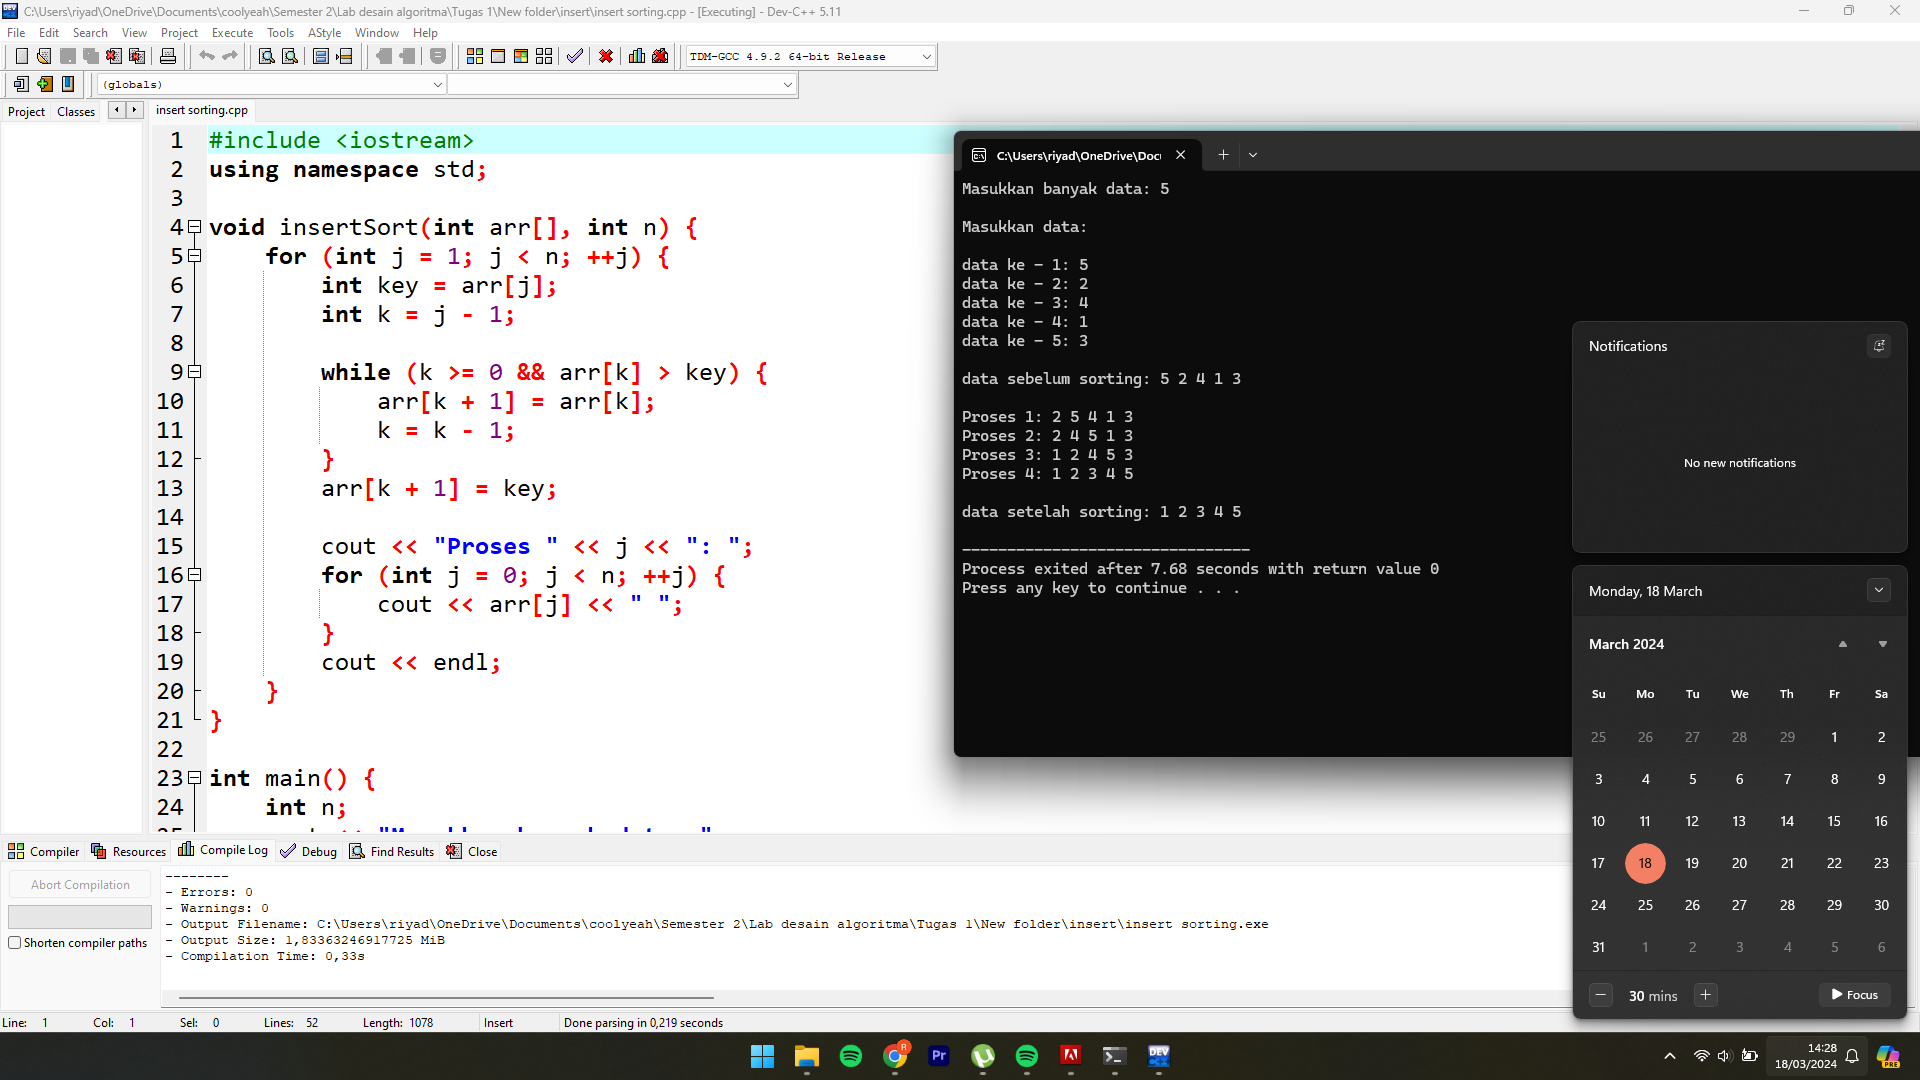 C:\Users\riyad\OneDrive\Documents\coolyeah\Semester 2\Lab desain algoritma\Tugas 1\New folder\insert\insert sorting.cpp - [Executing] - Dev-C++ 5.11
File Edit Search View Project Execute Tools AStyle Window Help
TDM-GCC 4.9.2 64-bit Release
(globals)
Project Classes
insert sorting.cpp
1 #include <iostream>
2 using namespace std;
3
4 void insertSort(int arr[], int n) {
5 for (int j = 1; j < n; ++j) {
6 int key = arr[j];
7 int k = j - 1;
8
9 while (k >= 0 && arr[k] > key) {
10 arr[k + 1] = arr[k];
11 k = k - 1;
12 }
13 arr[k + 1] = key;
14
15 cout << "Proses " << j << ": ";
16 for (int j = 0; j < n; ++j) {
17 cout << arr[j] << " ";
18 }
19 cout << endl;
20 }
21 }
22
23 int main() {
24 int n;
C:\Users\riyad\OneDrive\Doc
Masukkan banyak data: 5
Masukkan data:
data ke - 1: 5
data ke - 2: 2
data ke - 3: 4
data ke - 4: 1
data ke - 5: 3
data sebelum sorting: 5 2 4 1 3
Proses 1: 2 5 4 1 3
Proses 2: 2 4 5 1 3
Proses 3: 1 2 4 5 3
Proses 4: 1 2 3 4 5
data setelah sorting: 1 2 3 4 5
--------------------------------
Process exited after 7.68 seconds with return value 0
Press any key to continue . . .
Notifications
No new notifications
Monday, 18 March
March 2024
Su Mo Tu We Th Fr Sa
25 26 27 28 29 1 2
3 4 5 6 7 8 9
10 11 12 13 14 15 16
17 18 19 20 21 22 23
24 25 26 27 28 29 30
31 1 2 3 4 5 6
30 mins
Focus
Compiler Resources Compile Log Debug Find Results Close
Abort Compilation
Shorten compiler paths
--------
- Errors: 0
- Warnings: 0
- Output Filename: C:\Users\riyad\OneDrive\Documents\coolyeah\Semester 2\Lab desain algoritma\Tugas 1\New folder\insert\insert sorting.exe
- Output Size: 1,83363246917725 MiB
- Compilation Time: 0,33s
Line: 1 Col: 1 Sel: 0 Lines: 52 Length: 1078 Insert Done parsing in 0,219 seconds
R
Pr
DEV
PRE
14:28
18/03/2024